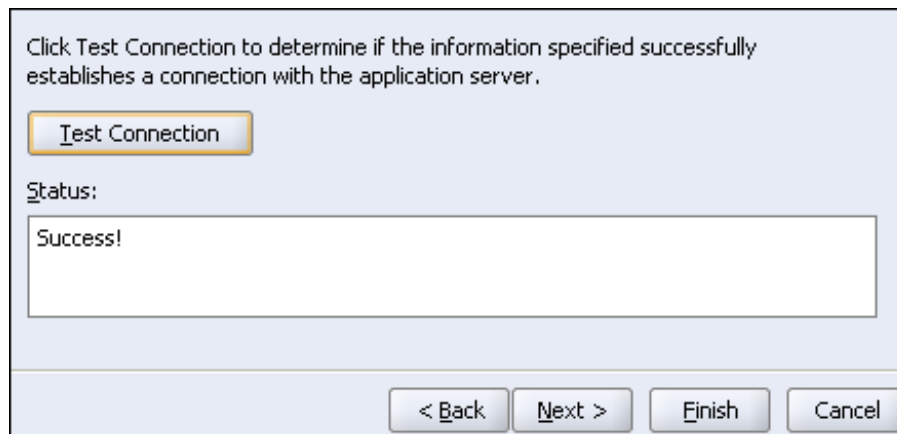 Click Test Connection to determine if the information specified successfully
establishes a connection with the application server.
Test Connection
Status:
Success!
< Back
Next >
Finish
Cancel